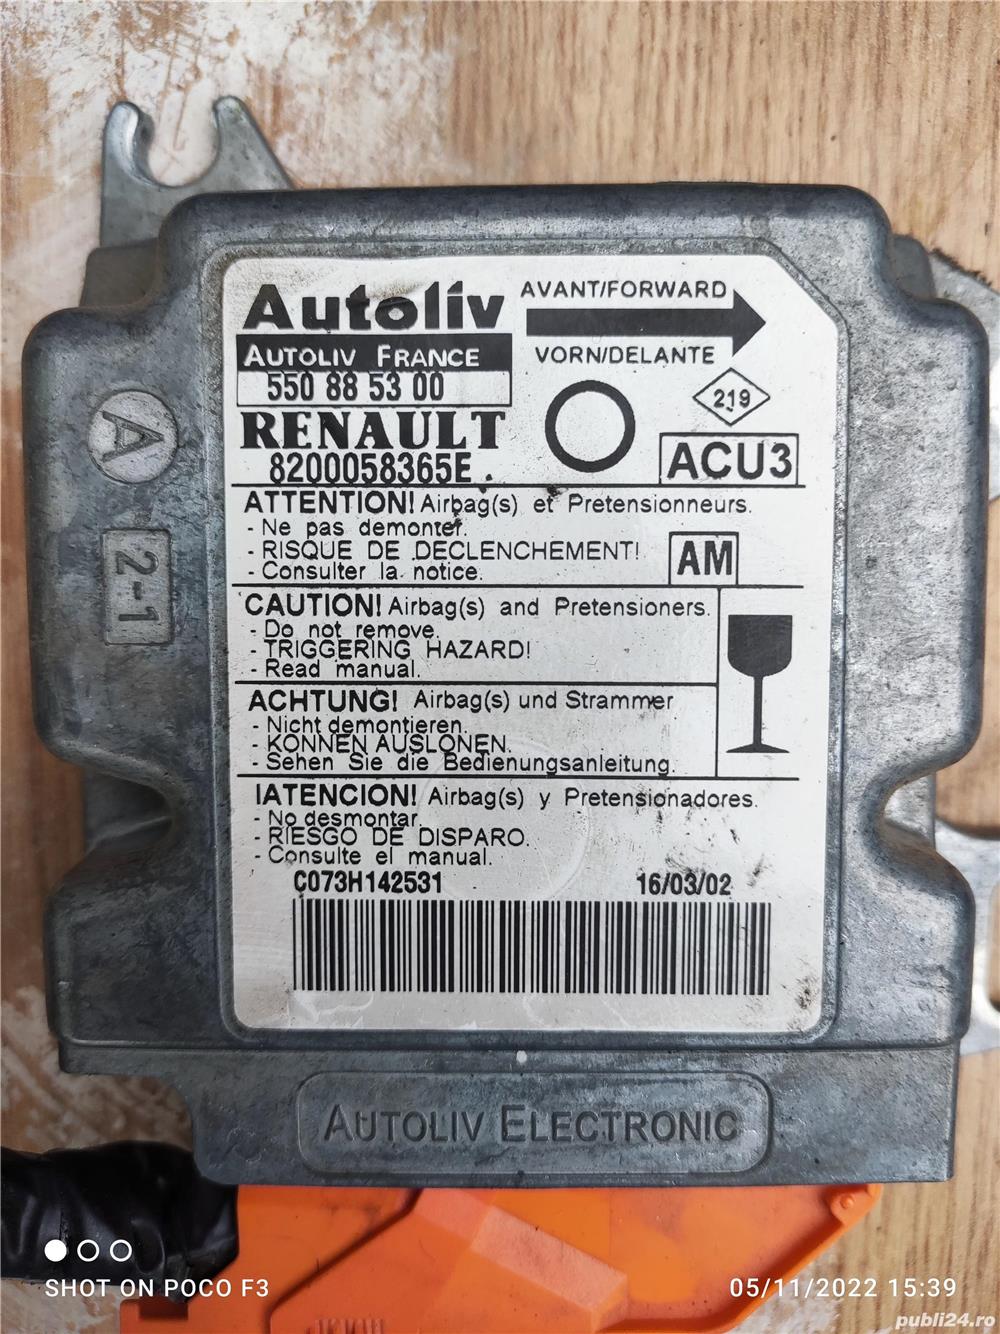 Autoliv
AVANT/FORWARD
VORN/DELANTE
AUTOLIV FRANCE
550 88 53 00
219
RENAULT
ACU3
8200058365E
ATTENTION! Airbag(s) et Pretensionneurs.
- Ne pas demonter.
- RISQUE DE DECLENCHEMENT!
- Consulter la notice.
AM
CAUTION! Airbag(s) and Pretensioners.
- Do not remove.
- TRIGGERING HAZARD!
- Read manual.
ACHTUNG! Airbag(s) und Strammer
- Nicht demontieren.
- KONNEN AUSLONEN.
- Sehen Sie die Bedienungsanleitung.
IATENCION! Airbag(s) y Pretensionadores.
- No desmontar.
- RIESGO DE DISPARO.
- Consulte el manual.
C073H142531 16/03/02
A
2-1
AUTOLIV ELECTRONIC
SHOT ON POCO F3
05/11/2022 15:39
publi24.ro